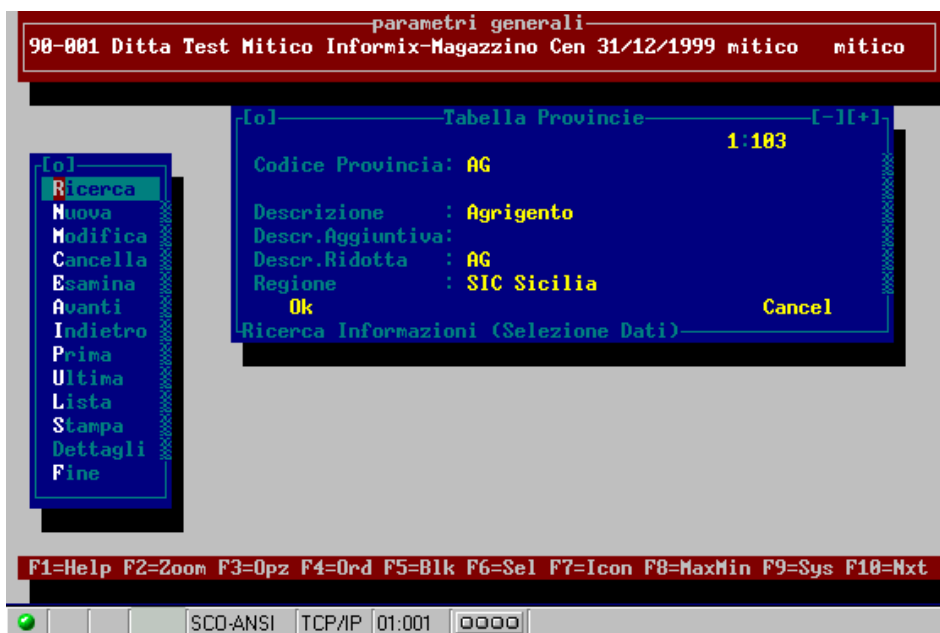 parametri generali
90-001 Ditta Test Mitico Informix-Magazzino Cen 31/12/1999 mitico mitico
[o] Tabella Provincie [-][+]
1:103
Codice Provincia: AG
Descrizione : Agrigento
Descr.Aggiuntiva:
Descr.Ridotta : AG
Regione : SIC Sicilia
Ok Cancel
Ricerca Informazioni (Selezione Dati)
[o]
Ricerca
Nuova
Modifica
Cancella
Esamina
Avanti
Indietro
Prima
Ultima
Lista
Stampa
Dettagli
Fine
F1=Help F2=Zoom F3=Opz F4=Ord F5=Blk F6=Sel F7=Icon F8=MaxMin F9=Sys F10=Nxt
SCO-ANSI TCP/IP 01:001